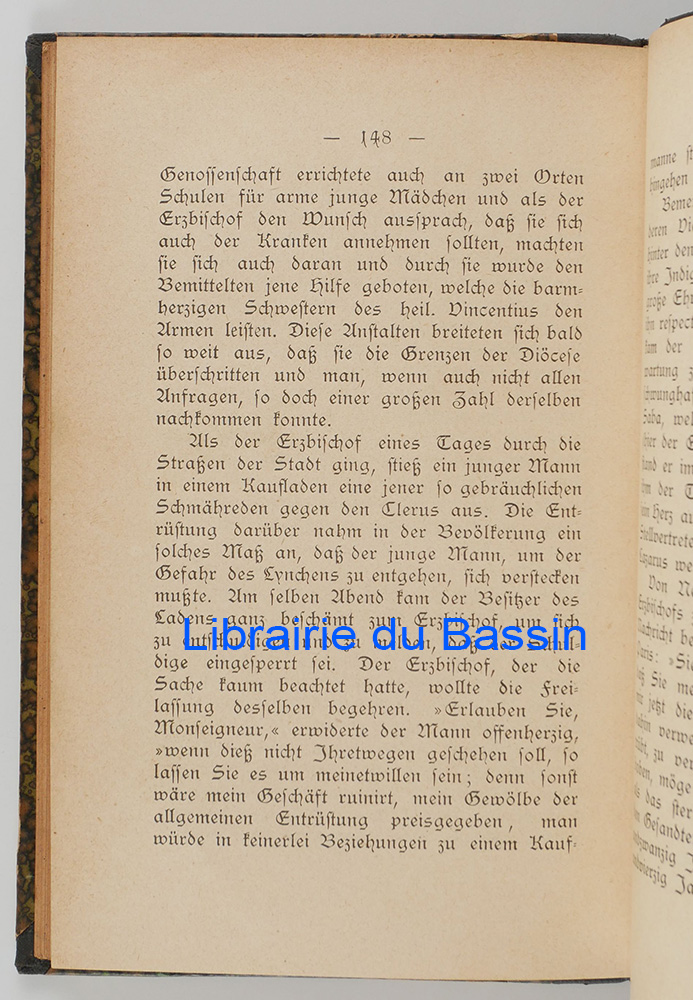 — 148 —
Genossenschaft errichtete auch an zwei Orten
Schulen für arme junge Mädchen und als der
Erzbischof den Wunsch aussprach, daß sie sich
auch der Kranken annehmen sollten, machten
sie sich auch daran und durch sie wurde den
Bemittelten jene Hilfe geboten, welche die barm-
herzigen Schwestern des heil. Vincentius den
Armen leisten. Diese Anstalten breiteten sich bald
so weit aus, daß sie die Grenzen der Diöcese
überschritten und man, wenn auch nicht allen
Anfragen, so doch einer großen Zahl derselben
nachkommen konnte.
Als der Erzbischof eines Tages durch die
Straßen der Stadt ging, stieß ein junger Mann
in einem Kaufladen eine jener so gebräuchlichen
Schmähreden gegen den Clerus aus. Die Ent-
rüstung darüber nahm in der Bevölkerung ein
solches Maß an, daß der junge Mann, um der
Gefahr des Lynchens zu entgehen, sich verstecken
mußte. Am selben Abend kam der Besitzer des
Ladens ganz beschämt zum Erzbischof, um sich
zu entschuldigen und zu melden, daß der Schul-
dige eingesperrt sei. Der Erzbischof, der die
Sache kaum beachtet hatte, wollte die Frei-
lassung desselben begehren. »Erlauben Sie,
Monseigneur,« erwiderte der Mann offenherzig,
»wenn dieß nicht Ihretwegen geschehen soll, so
lassen Sie es um meinetwillen sein; denn sonst
wäre mein Geschäft ruinirt, mein Gewölbe der
allgemeinen Entrüstung preisgegeben, man
würde in keinerlei Beziehungen zu einem Kauf-
Librairie du Bassin